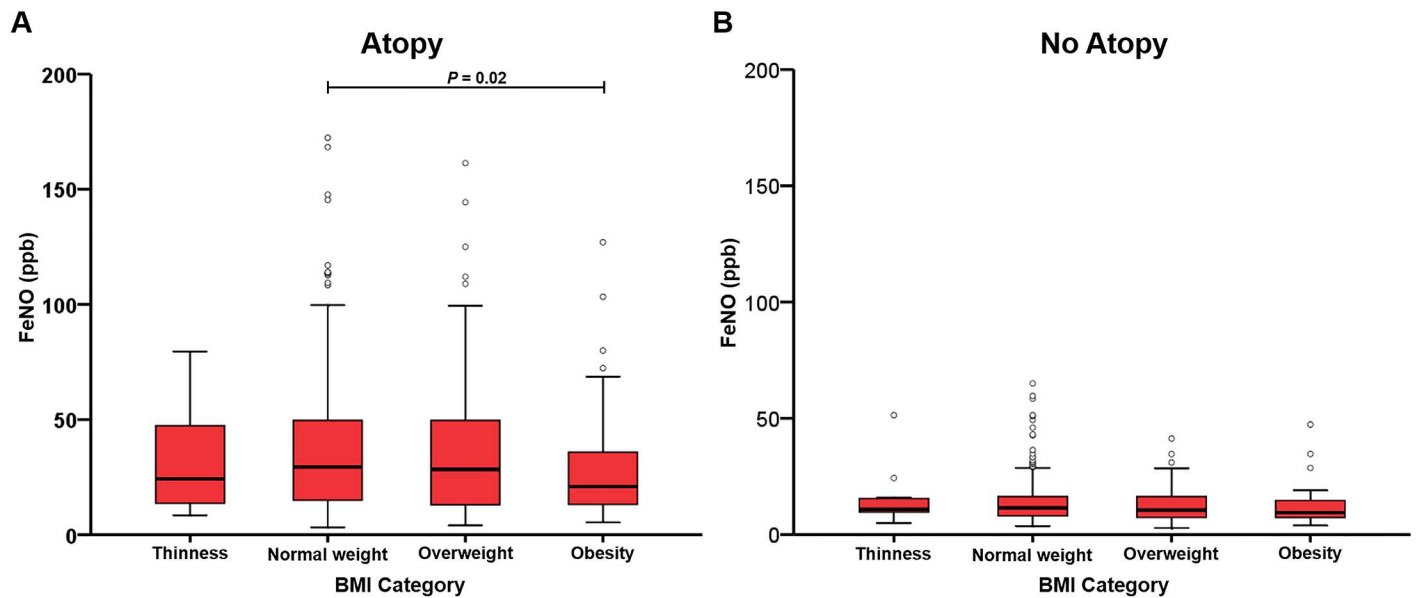 A
Atopy
P = 0.02
200
150
100
50
0
FeNO (ppb)
Thinness
Normal weight
Overweight
Obesity
BMI Category
B
No Atopy
200
150
100
50
0
FeNO (ppb)
Thinness
Normal weight
Overweight
Obesity
BMI Category